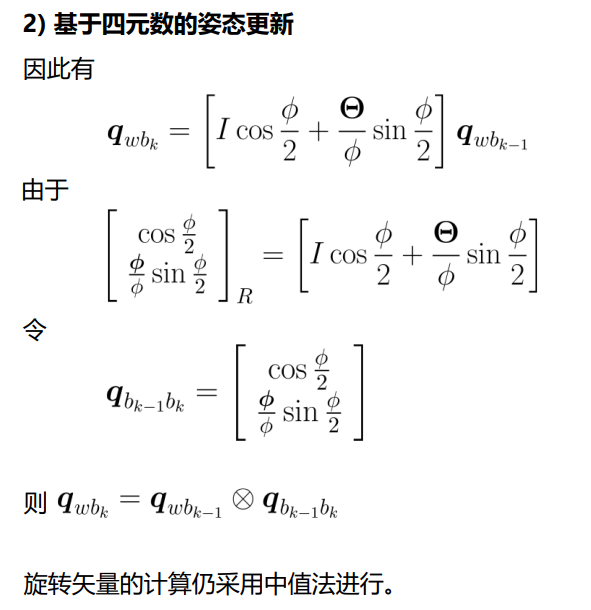 2) 基于四元数的姿态更新
因此有
$\boldsymbol{q}_{wb_k} = \left[ I \cos \frac{\phi}{2} + \frac{\boldsymbol{\Theta}}{\phi} \sin \frac{\phi}{2} \right] \boldsymbol{q}_{wb_{k-1}}$
由于
$\begin{bmatrix} \cos \frac{\phi}{2} \\ \frac{\boldsymbol{\phi}}{\phi} \sin \frac{\phi}{2} \end{bmatrix}_R = \left[ I \cos \frac{\phi}{2} + \frac{\boldsymbol{\Theta}}{\phi} \sin \frac{\phi}{2} \right]$
令
$\boldsymbol{q}_{b_{k-1}b_k} = \begin{bmatrix} \cos \frac{\phi}{2} \\ \frac{\boldsymbol{\phi}}{\phi} \sin \frac{\phi}{2} \end{bmatrix}$
则 $\boldsymbol{q}_{wb_k} = \boldsymbol{q}_{wb_{k-1}} \otimes \boldsymbol{q}_{b_{k-1}b_k}$
旋转矢量的计算仍采用中值法进行。